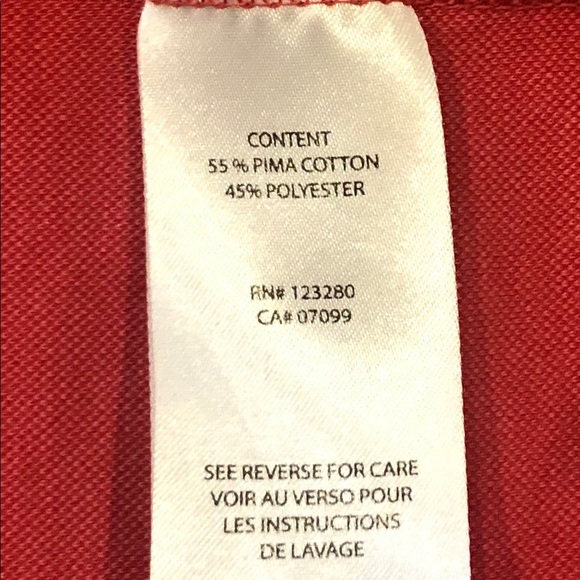 CONTENT
55 % PIMA COTTON
45% POLYESTER
RN# 123280
CA# 07099
SEE REVERSE FOR CARE
VOIR AU VERSO POUR
LES INSTRUCTIONS
DE LAVAGE